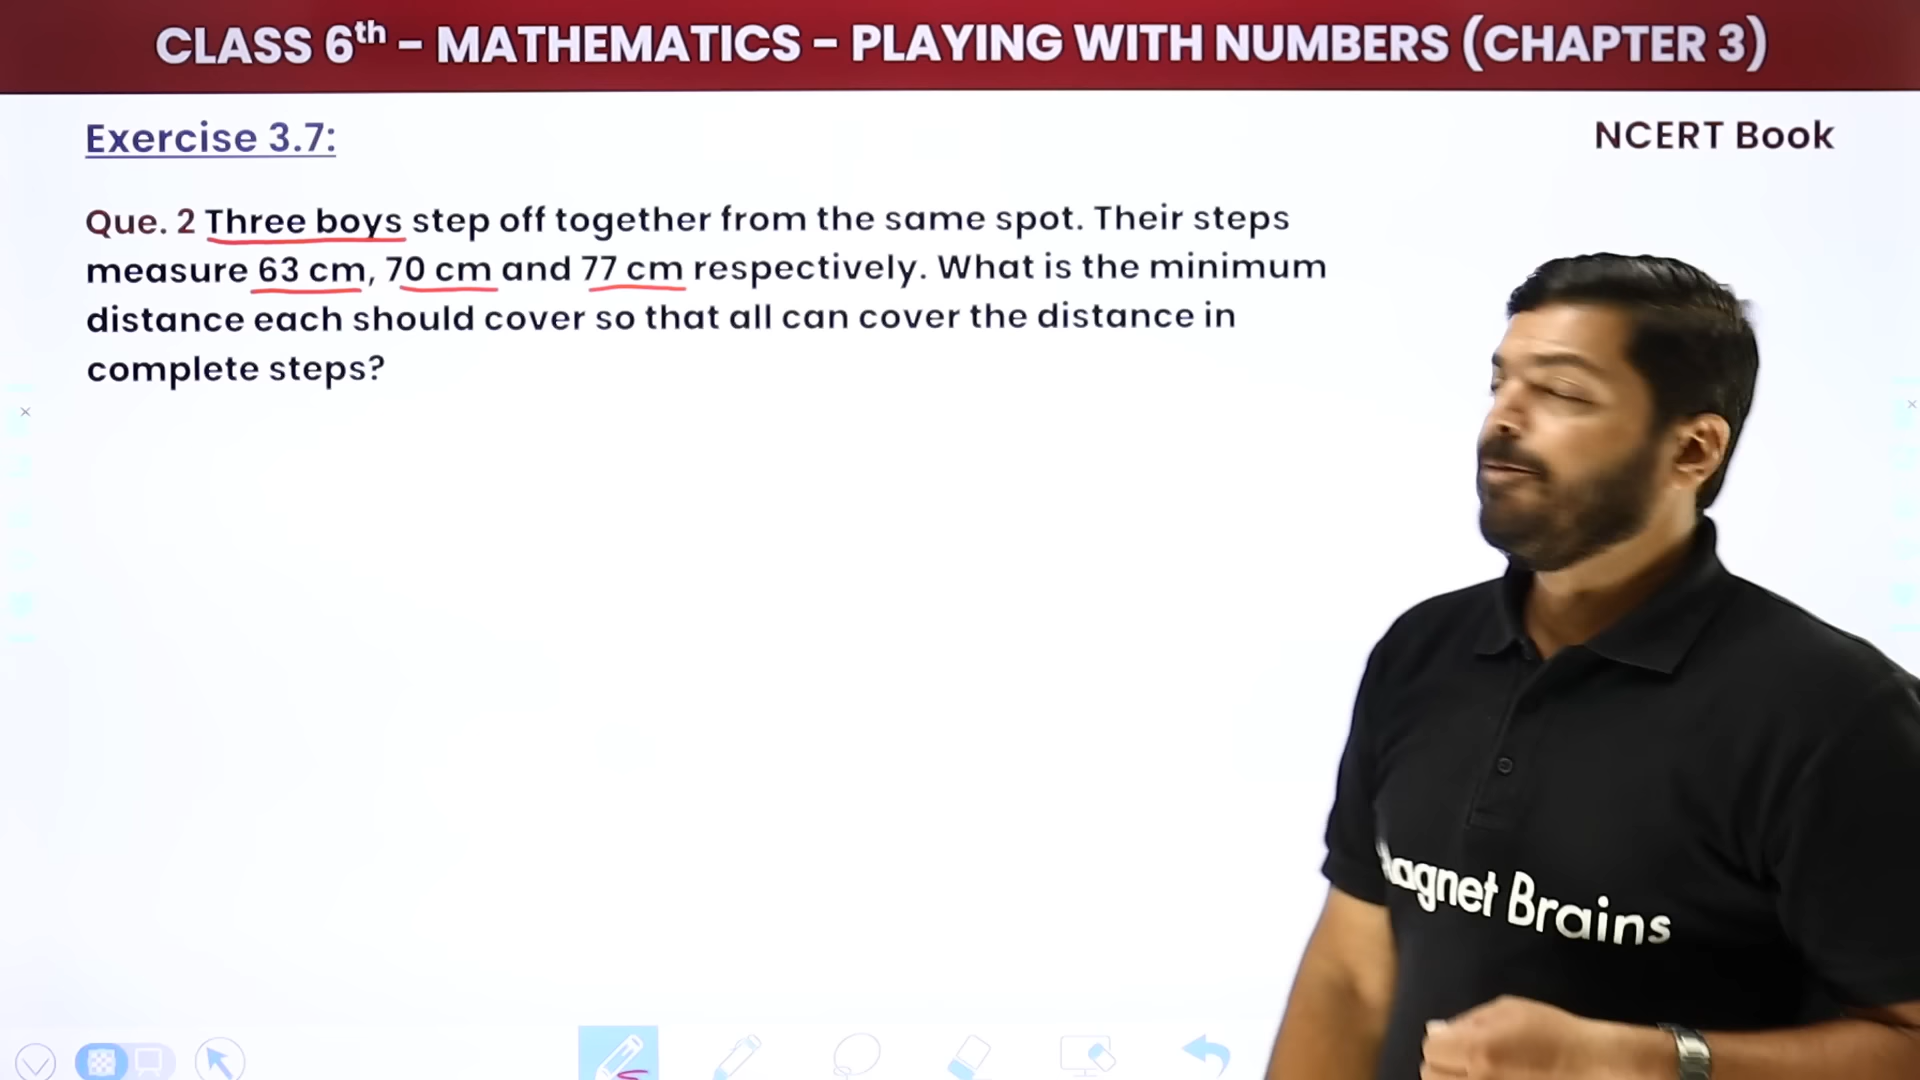 CLASS 6th – MATHEMATICS – PLAYING WITH NUMBERS (CHAPTER 3)
Exercise 3.7:
NCERT Book
Que. 2 Three boys step off together from the same spot. Their steps
measure 63 cm, 70 cm and 77 cm respectively. What is the minimum
distance each should cover so that all can cover the distance in
complete steps?
agnet Brains